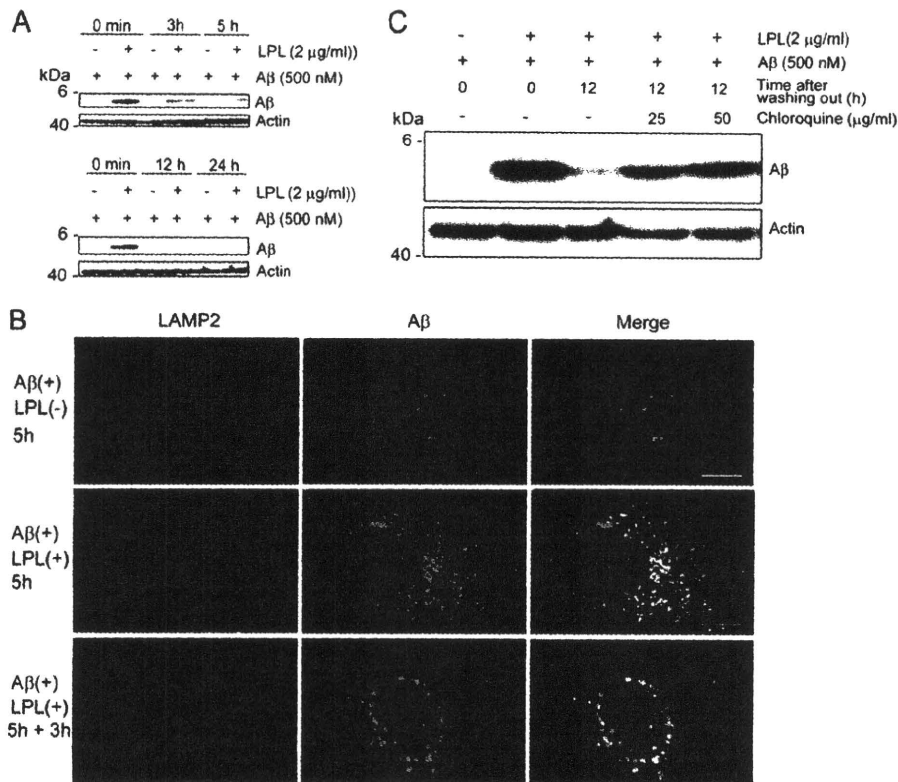 A
0 min 3h 5 h
- + - + - + LPL (2 μg/ml))
kDa + + + + + + Aβ (500 nM)
6
Aβ
Actin
40
0 min 12 h 24 h
- + - + - + LPL (2 μg/ml))
+ + + + + + Aβ (500 nM)
6
Aβ
Actin
40
C
- + + + + LPL(2 μg/ml)
+ + + + + Aβ (500 nM)
0 0 12 12 12 Time after
washing out (h)
kDa - - - 25 50 Chloroquine (μg/ml)
6 -
Aβ
Actin
40 -
B
LAMP2 Aβ Merge
Aβ(+)
LPL(-)
5h
Aβ(+)
LPL(+)
5h
Aβ(+)
LPL(+)
5h + 3h